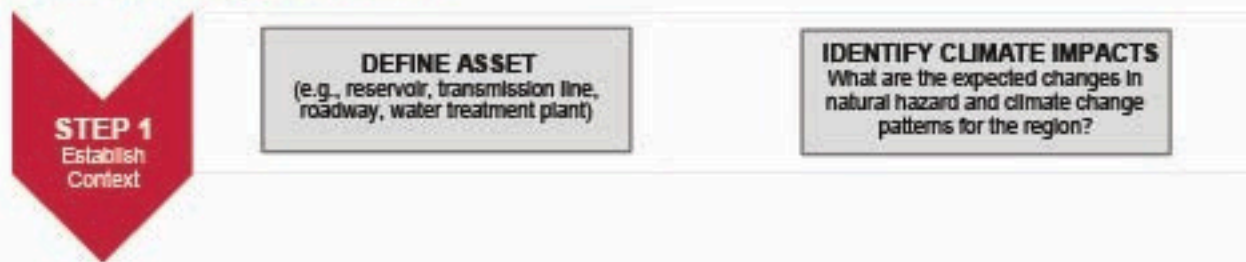 STEP 1
Establish
Context
DEFINE ASSET
(e.g., reservoir, transmission line,
roadway, water treatment plant)
IDENTIFY CLIMATE IMPACTS
What are the expected changes in
natural hazard and climate change
patterns for the region?